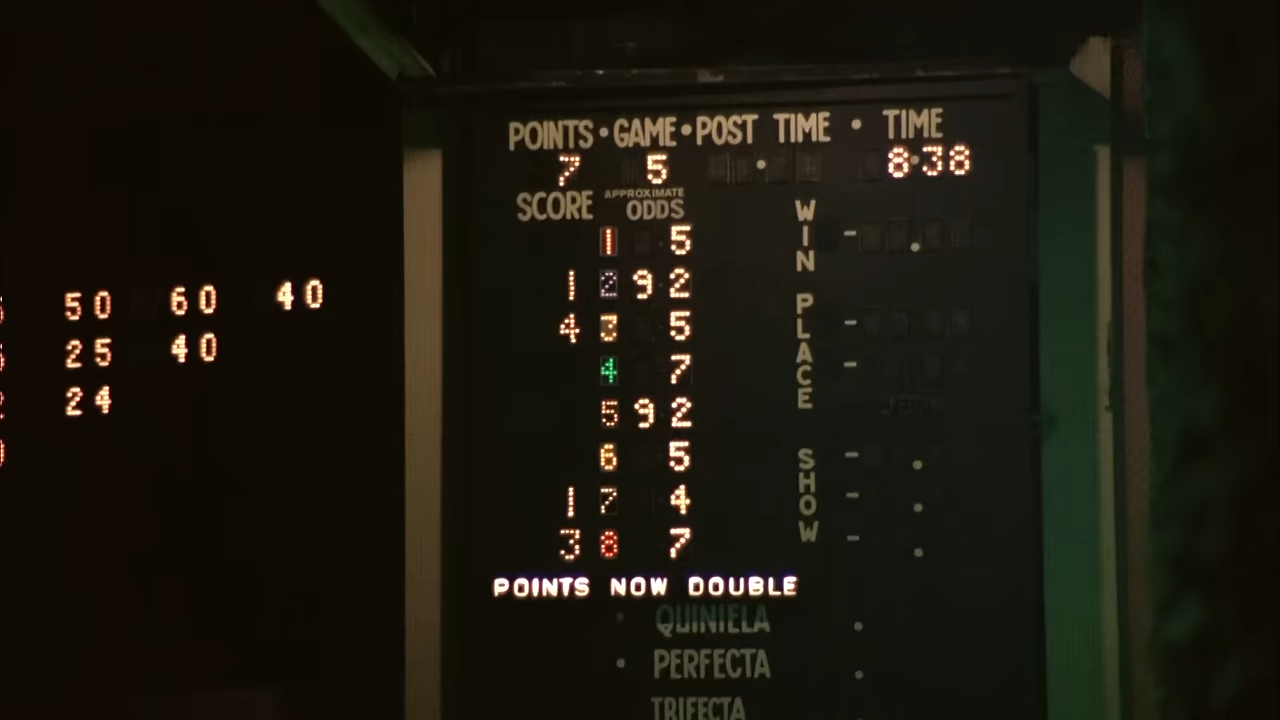 POINTS • GAME • POST TIME • TIME
7 5 8•38
SCORE APPROXIMATE ODDS
1 5
1 2 9 2
4 3 5
4 7
5 9 2
6 5
1 7 4
3 8 7
WIN
PLACE
SHOW
POINTS NOW DOUBLE
QUINIELA
PERFECTA
TRIFECTA
50 60 40
25 40
24